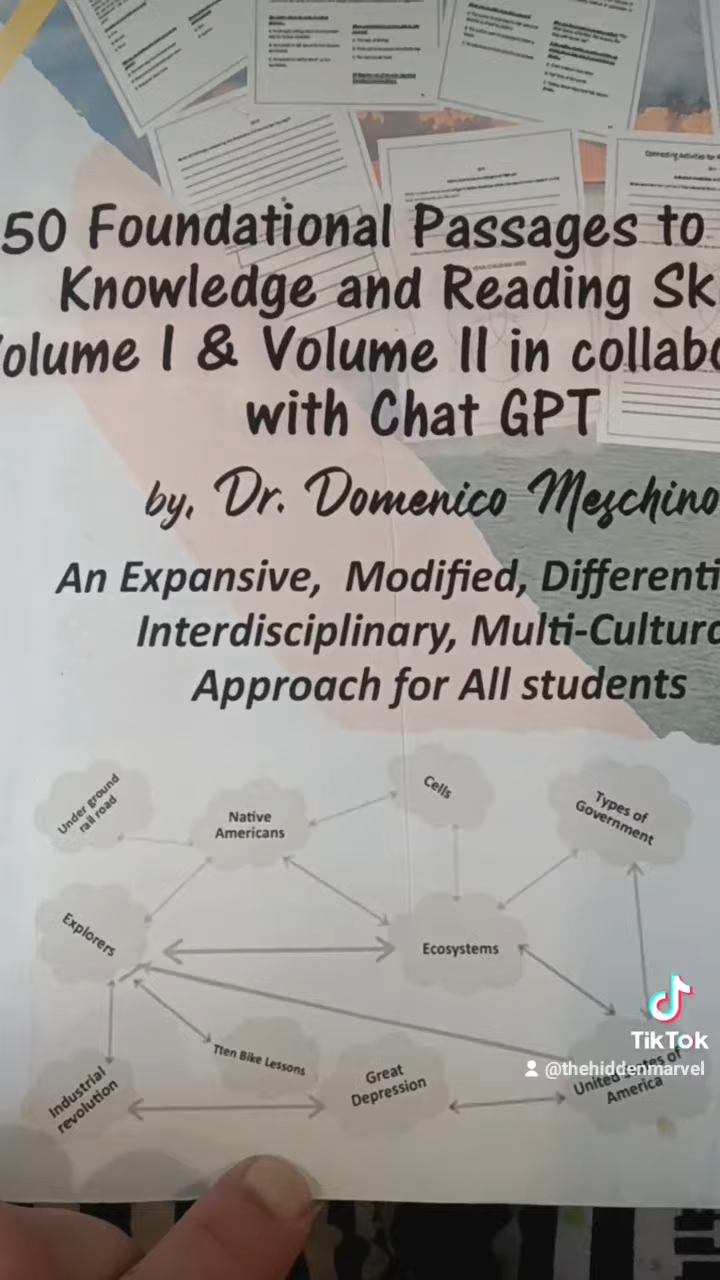 50 Foundational Passages to
Knowledge and Reading Sk
olume I & Volume II in collabo
with Chat GPT
by, Dr. Domenico Meschino
An Expansive, Modified, Differenti
Interdisciplinary, Multi-Cultura
Approach for All students
Under ground
rail road
Native
Americans
Cells
Types of
Government
Explorers
Ecosystems
TikTok
@thehiddenmarvel
Tten Bike Lessons
Great
Depression
United States of
America
Industrial
revolution